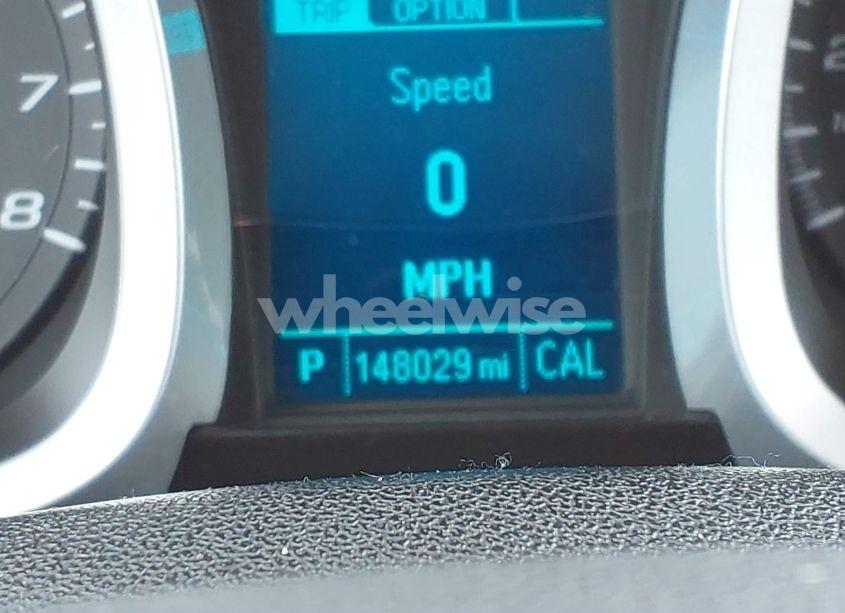 TRIP OPTION
Speed
7
0
8
MPH
wheelwise
P 148029 mi CAL